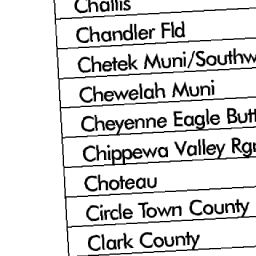 Challis
Chandler Fld
Chetek Muni/Southw
Chewelah Muni
Cheyenne Eagle Butt
Chippewa Valley Rgn
Choteau
Circle Town County
Clark County